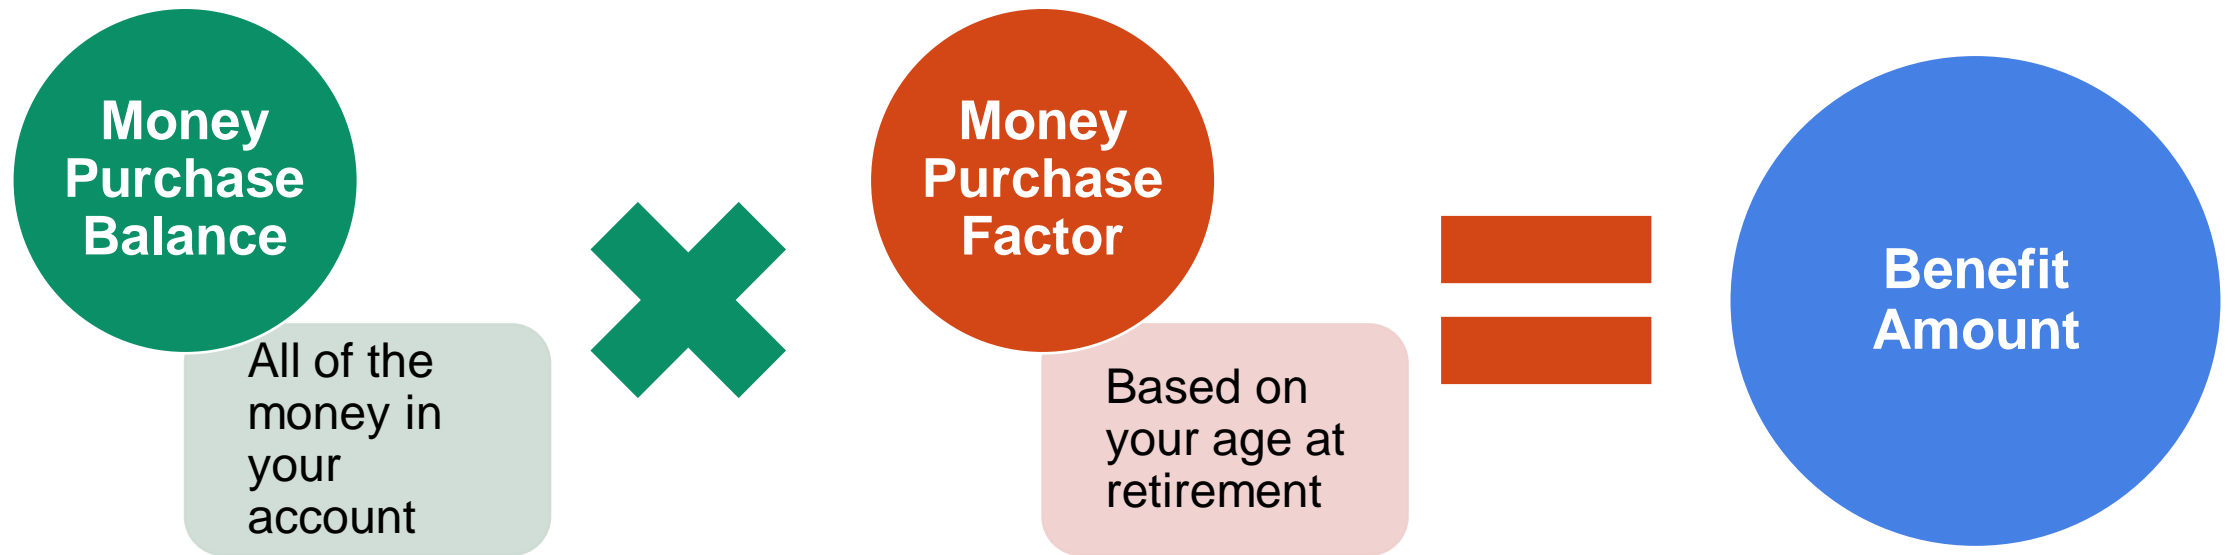 Money
Purchase
Balance
All of the
money in
your
account
Money
Purchase
Factor
Based on
your age at
retirement
Benefit
Amount